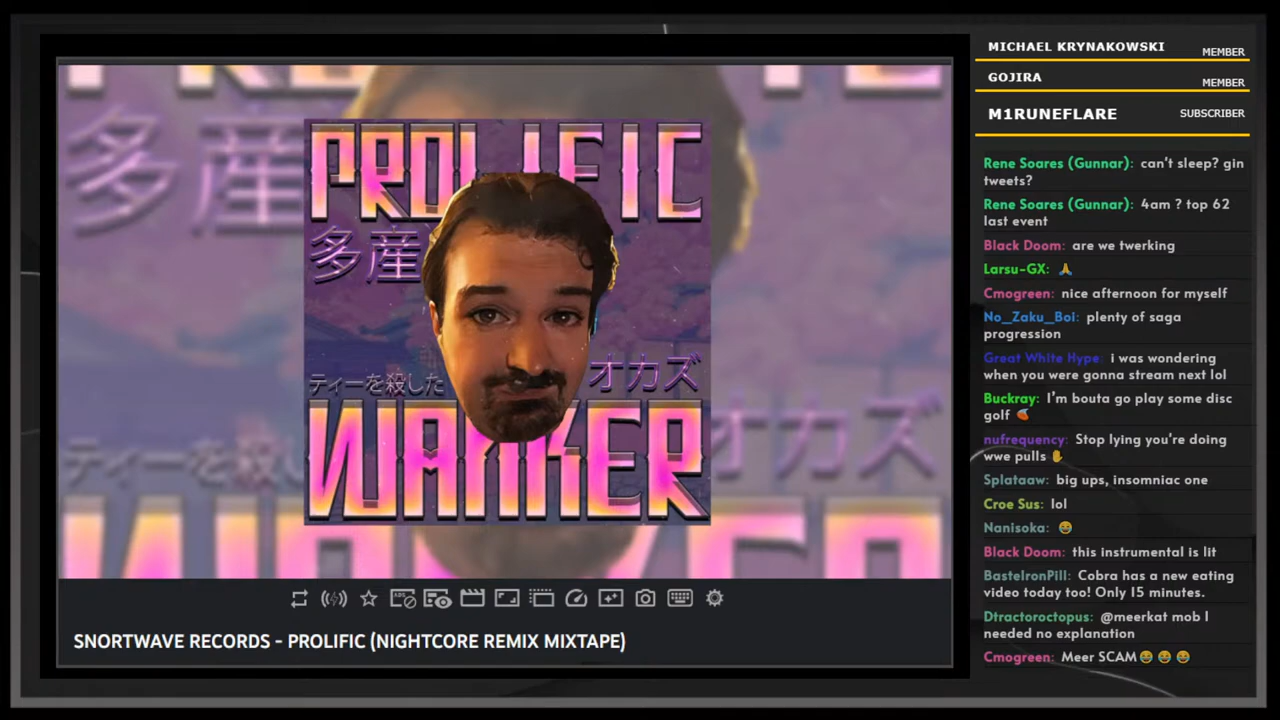 PROLIFIC
多産
ティーを殺した
オカズ
WANKER
SNORTWAVE RECORDS - PROLIFIC (NIGHTCORE REMIX MIXTAPE)
MICHAEL KRYNAKOWSKI MEMBER
GOJIRA MEMBER
M1RUNEFLARE SUBSCRIBER
Rene Soares (Gunnar): can't sleep? gin
tweets?
Rene Soares (Gunnar): 4am ? top 62
last event
Black Doom: are we twerking
Larsu-GX: 🙏
Cmogreen: nice afternoon for myself
No_Zaku_Boi: plenty of saga
progression
Great White Hype: i was wondering
when you were gonna stream next lol
Buckray: I'm bouta go play some disc
golf
nufrequency: Stop lying you're doing
wwe pulls ✋
Splataaw: big ups, insomniac one
Croe Sus: lol
Nanisoka: 😂
Black Doom: this instrumental is lit
BasteIronPill: Cobra has a new eating
video today too! Only 15 minutes.
Dtractoroctopus: @meerkat mob I
needed no explanation
Cmogreen: Meer SCAM😂 😂 😂